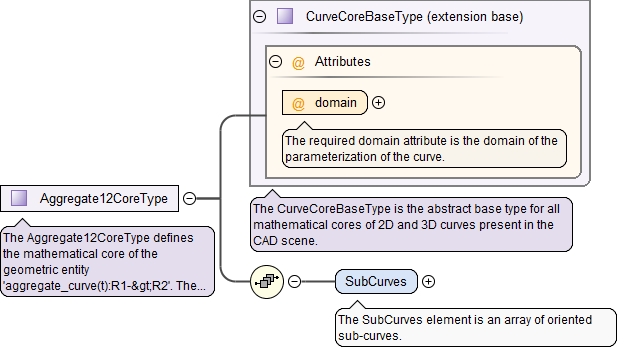 CurveCoreBaseType (extension base)
@ Attributes
@ domain
The required domain attribute is the domain of the
parameterization of the curve.
Aggregate12CoreType
The CurveCoreBaseType is the abstract base type for all
mathematical cores of 2D and 3D curves present in the
CAD scene.
The Aggregate12CoreType defines
the mathematical core of the
geometric entity
'aggregate_curve(t):R1-&gt;R2'. The...
SubCurves
The SubCurves element is an array of oriented
sub-curves.